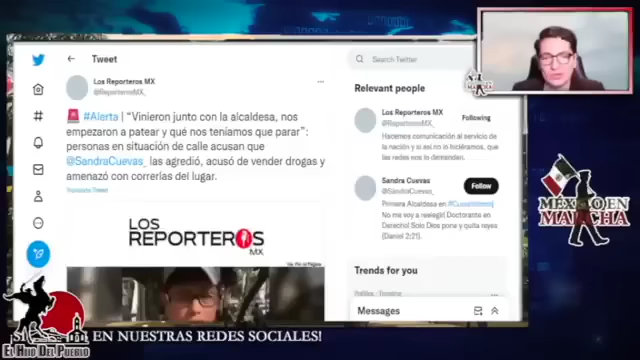 Tweet
Search Twitter
Los Reporteros MX
@ReporterosMX_
🚨 #Alerta | "Vinieron junto con la alcaldesa, nos
empezaron a patear y qué nos teníamos que parar":
personas en situación de calle acusan que
@SandraCuevas_ las agredió, acusó de vender drogas y
amenazó con correrlas del lugar.
Translate Tweet
LOS
REPORTEROS
MX
Relevant people
Los Reporteros MX
@ReporterosMX_
Following
Hacemos comunicación al servicio de
la nación y si así no lo hiciéramos, que
las redes nos lo demanden.
Sandra Cuevas
@SandraCuevas_
Follow
Primera Alcaldesa en
No me voy a reelegir| Doctorante
en Derecho| Solo Dios pone y quita reyes
(Daniel 2:21).
Trends for you
Messages
MÉXICO EN
MARCHA
EN NUESTRAS REDES SOCIALES!
EL HIJO DEL PUEBLO